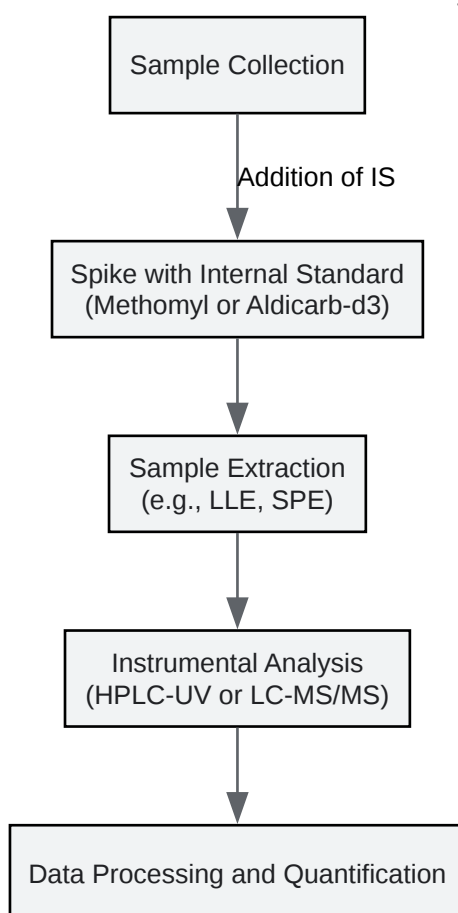 Sample Collection
Addition of IS
Spike with Internal Standard
(Methomyl or Aldicarb-d3)
Sample Extraction
(e.g., LLE, SPE)
Instrumental Analysis
(HPLC-UV or LC-MS/MS)
Data Processing and Quantification